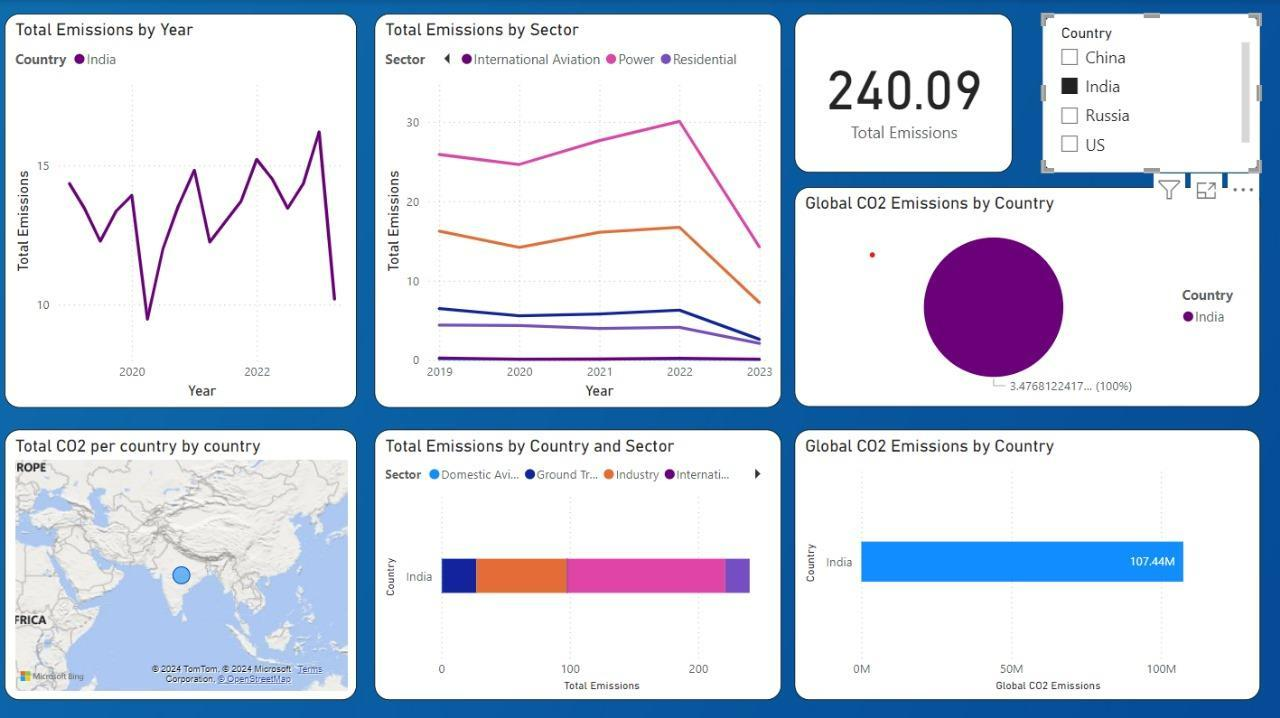 Total Emissions by Year
Country India
15
10
Total Emissions
2020 2022
Year
Total Emissions by Sector
Sector International Aviation Power Residential
30
20
10
0
Total Emissions
2019 2020 2021 2022 2023
Year
240.09
Total Emissions
Country
China
India
Russia
US
Global CO2 Emissions by Country
Country
India
3.4768122417... (100%)
Total CO2 per country by country
ROPE
FRICA
Microsoft Bing
© 2024 TomTom, © 2024 Microsoft Terms
Corporation, © OpenStreetMap
Total Emissions by Country and Sector
Sector Domestic Avi... Ground Tr... Industry Internati...
Country
India
0 100 200
Total Emissions
Global CO2 Emissions by Country
Country
India
107.44M
0M 50M 100M
Global CO2 Emissions